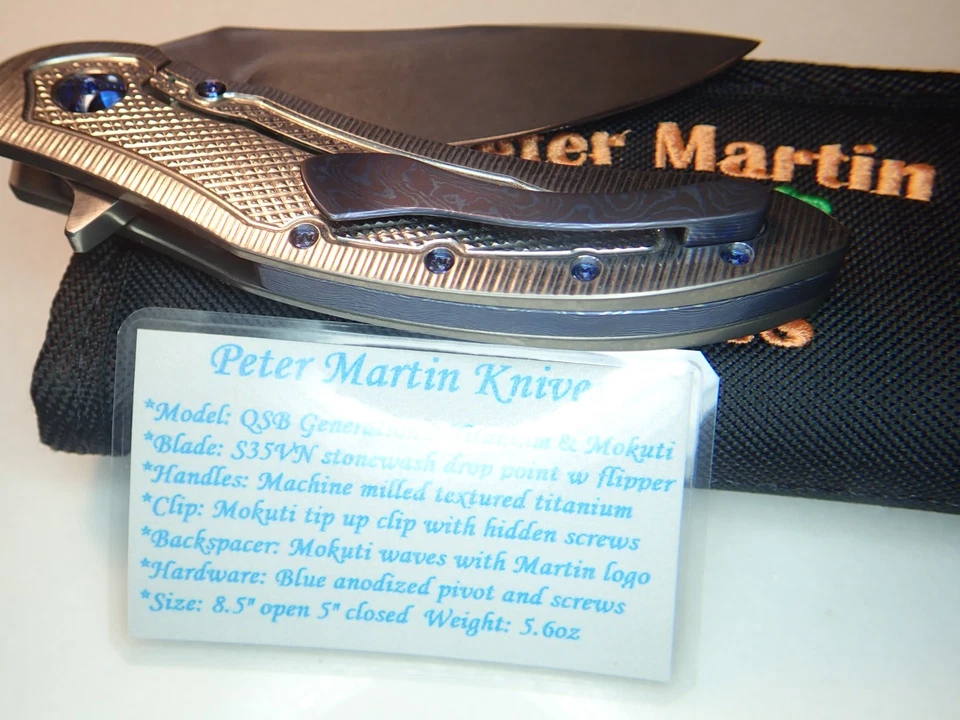 Peter Martin
Peter Martin Knive
*Model: QSB Generation & Mokuti
*Blade: S35VN stonewash drop point w flipper
*Handles: Machine milled textured titanium
*Clip: Mokuti tip up clip with hidden screws
*Backspacer: Mokuti waves with Martin logo
*Hardware: Blue anodized pivot and screws
*Size: 8.5" open 5" closed Weight: 5.6oz